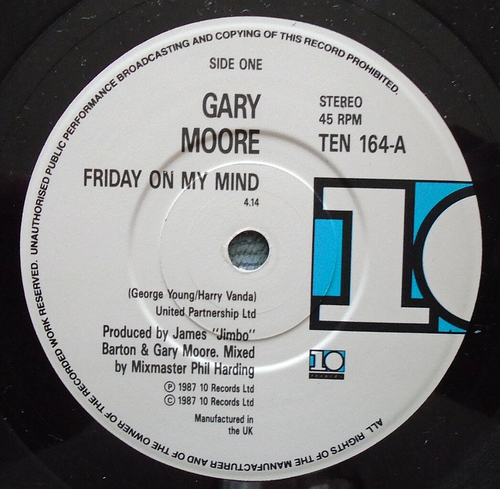 UNAUTHORISED PUBLIC PERFORMANCE BROADCASTING AND COPYING OF THIS RECORD PROHIBITED.
SIDE ONE
GARY
MOORE
STEREO
45 RPM
TEN 164-A
FRIDAY ON MY MIND
4.14
10
(George Young/Harry Vanda)
United Partnership Ltd
Produced by James "Jimbo"
Barton & Gary Moore. Mixed
by Mixmaster Phil Harding
10
℗ 1987 10 Records Ltd
© 1987 10 Records Ltd
Manufactured in
the UK
ALL RIGHTS OF THE MANUFACTURER AND OF THE OWNER OF THE RECORDED WORK RESERVED.